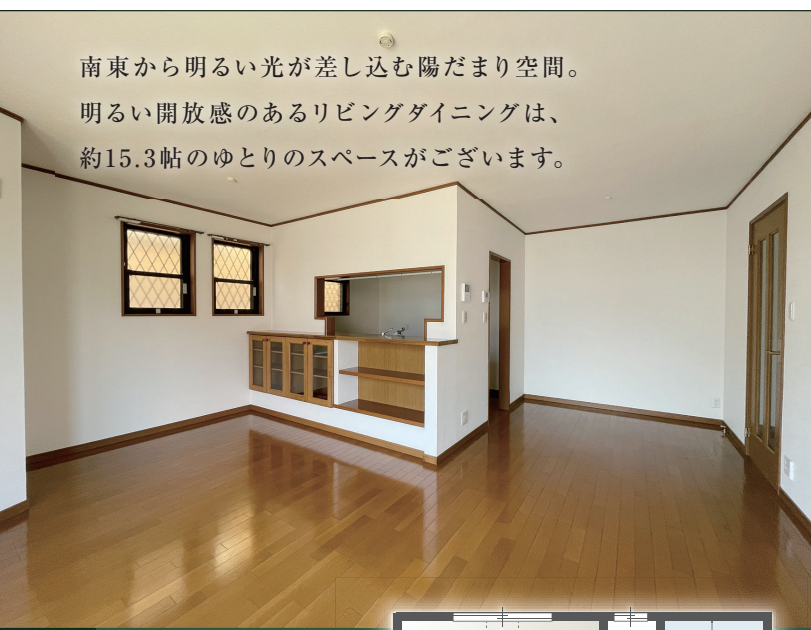 南東から明るい光が差し込む陽だまり空間。
明るい開放感のあるリビングダイニングは、
約15.3帖のゆとりのスペースがございます。